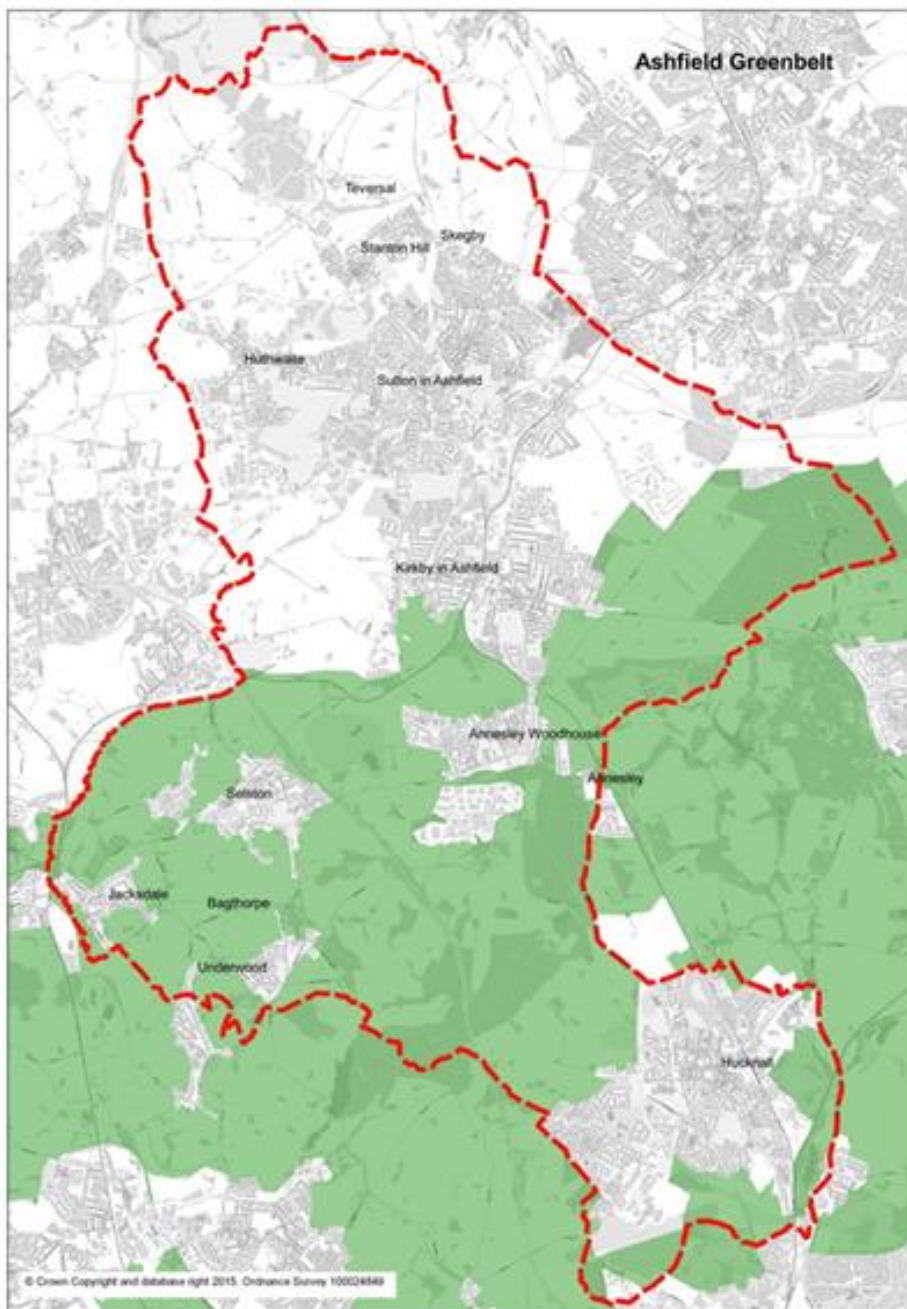 Ashfield Greenbelt
Teversal
Skegby
Stanton Hill
Huthwaite
Sutton in Ashfield
Kirkby in Ashfield
Annesley Woodhouse
Annesley
Selston
Jacksdale
Bagthorpe
Underwood
Hucknall
© Crown Copyright and database right 2015. Ordnance Survey 100024849